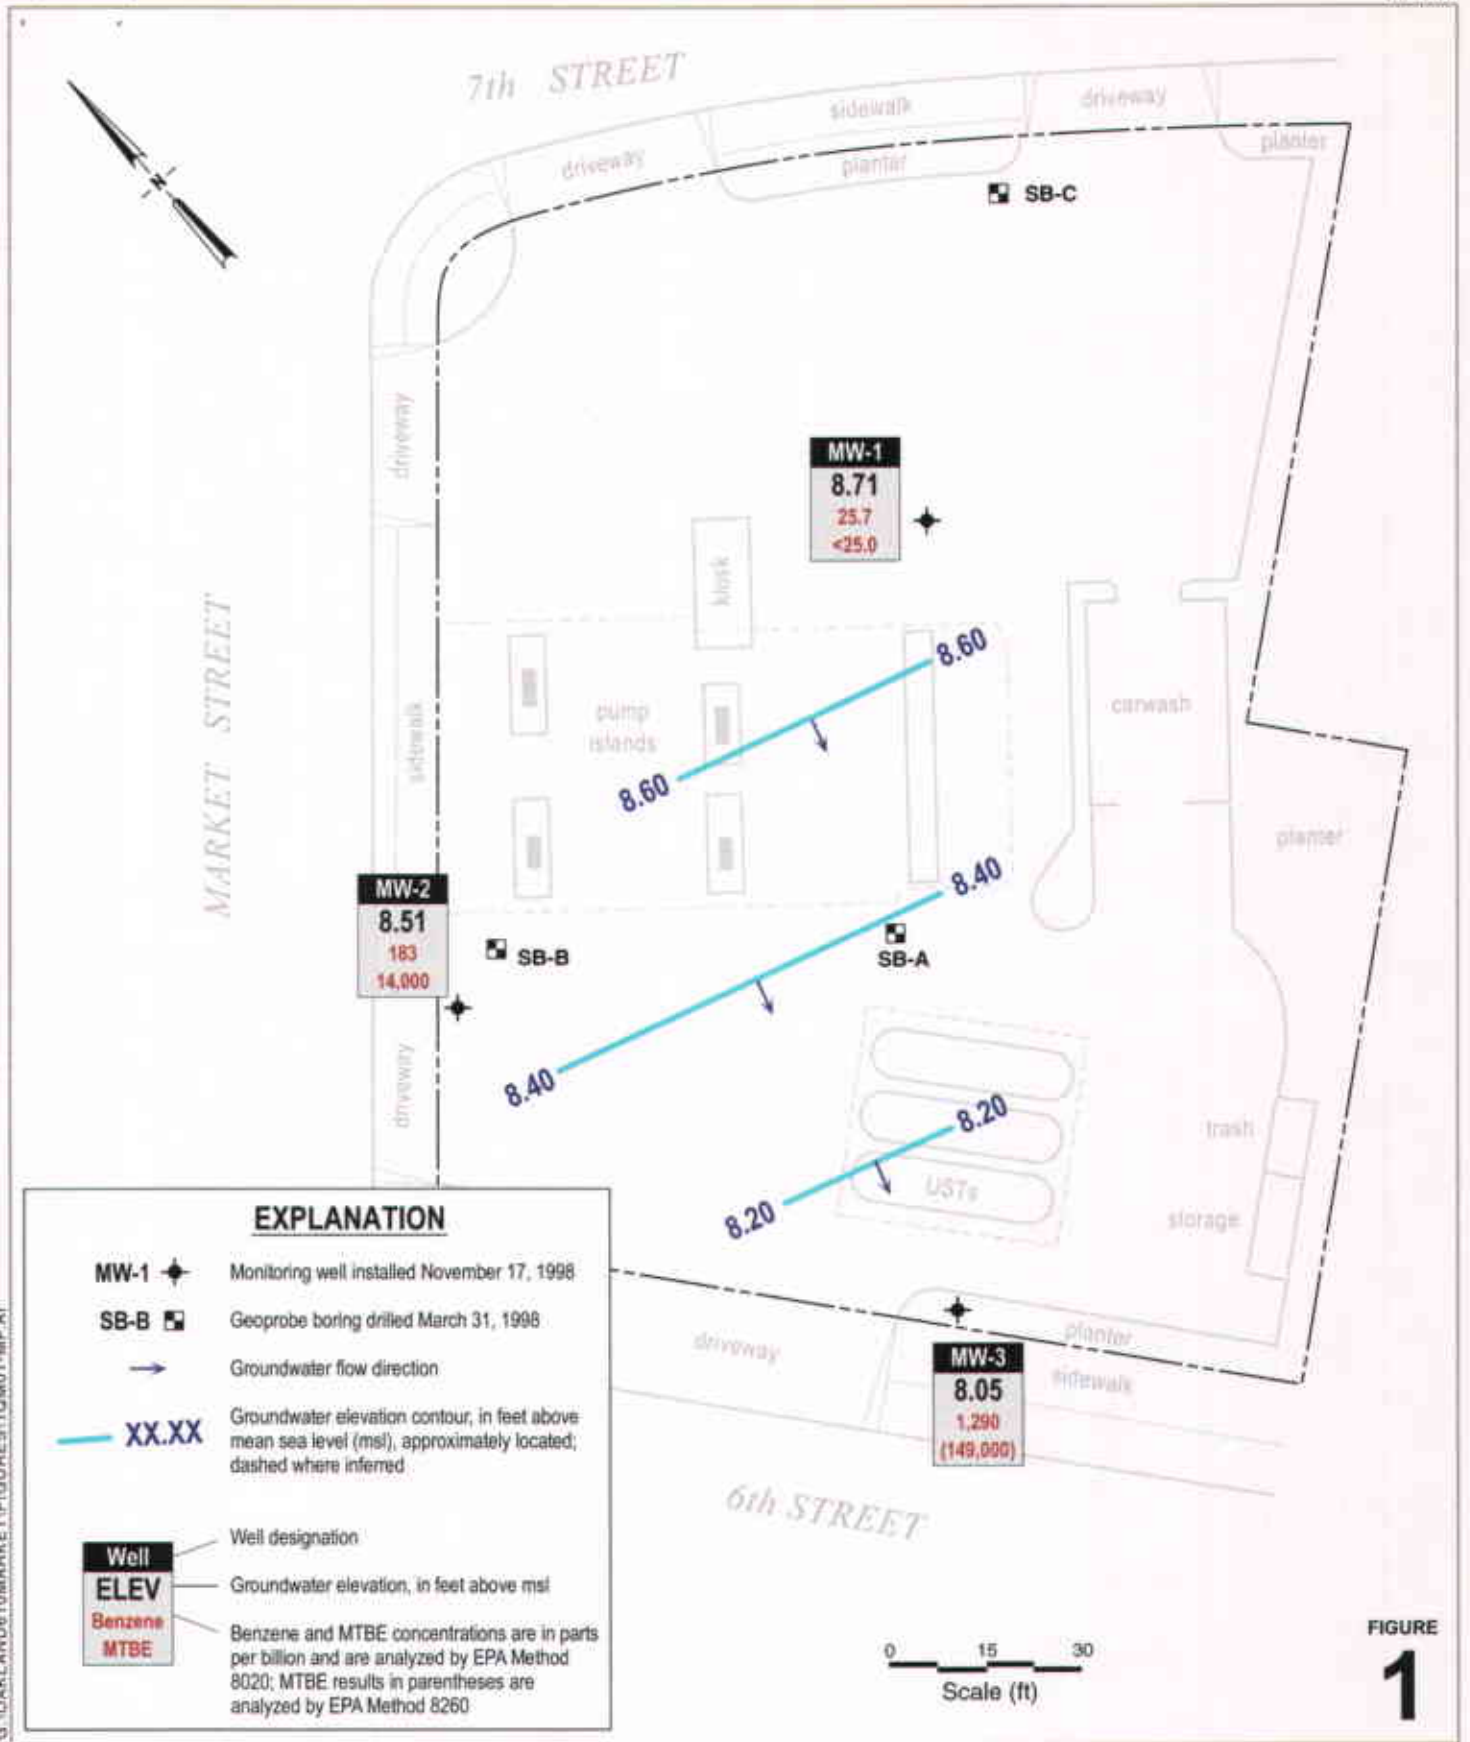 7th STREET
sidewalk
driveway
driveway
planter
planter
N
SB-C
driveway
MW-1
8.71
25.7
<25.0
kiosk
MARKET STREET
sidewalk
pump
islands
8.60
8.60
carwash
planter
MW-2
8.51
183
14,000
SB-B
8.40
SB-A
8.40
driveway
8.20
USTs
8.20
trash
storage
EXPLANATION
MW-1
Monitoring well installed November 17, 1998
SB-B
Geoprobe boring drilled March 31, 1998
Groundwater flow direction
XX.XX
Groundwater elevation contour, in feet above
mean sea level (msl), approximately located;
dashed where inferred
Well
ELEV
Benzene
MTBE
Well designation
Groundwater elevation, in feet above msl
Benzene and MTBE concentrations are in parts
per billion and are analyzed by EPA Method
8020; MTBE results in parentheses are
analyzed by EPA Method 8260
driveway
planter
sidewalk
MW-3
8.05
1,290
(149,000)
6th STREET
0 15 30
Scale (ft)
FIGURE
1